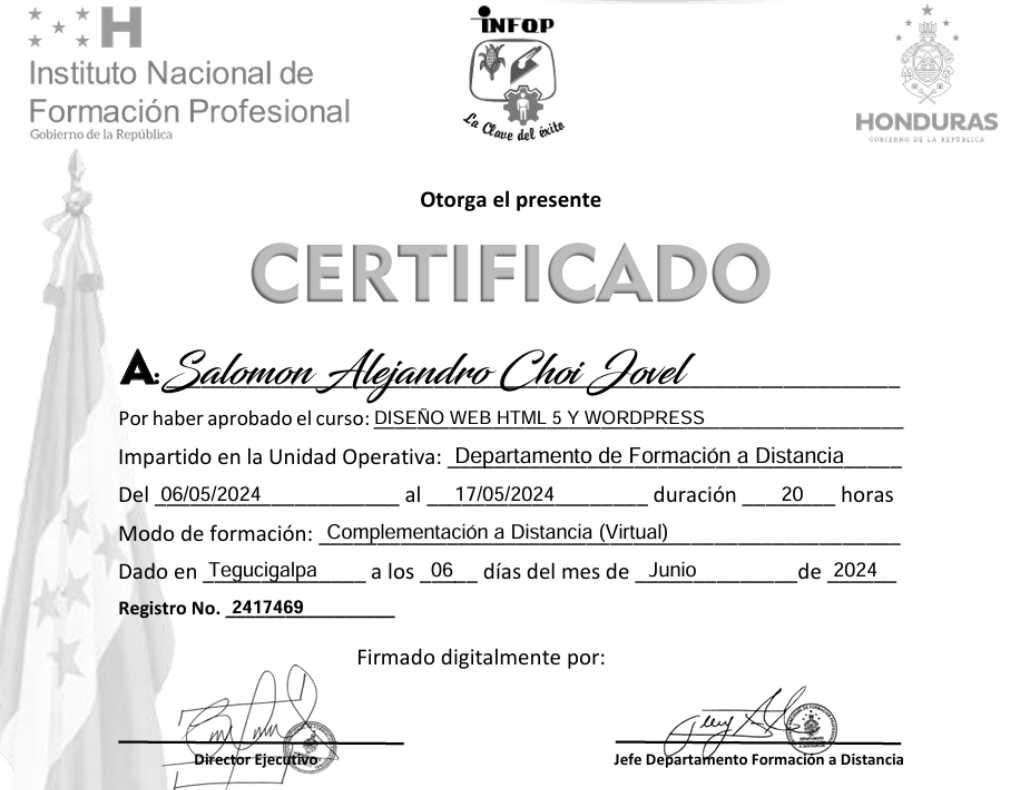 H
Instituto Nacional de
Formación Profesional
Gobierno de la República
INFOP
La Clave del éxito
HONDURAS
GOBIERNO DE LA REPÚBLICA
Otorga el presente
CERTIFICADO
A: Salomon Alejandro Choi Jovel
Por haber aprobado el curso: DISEÑO WEB HTML 5 Y WORDPRESS
Impartido en la Unidad Operativa: Departamento de Formación a Distancia
Del 06/05/2024 al 17/05/2024 duración 20 horas
Modo de formación: Complementación a Distancia (Virtual)
Dado en Tegucigalpa a los 06 días del mes de Junio de 2024
Registro No. 2417469
Firmado digitalmente por:
Director Ejecutivo
Jefe Departamento Formación a Distancia